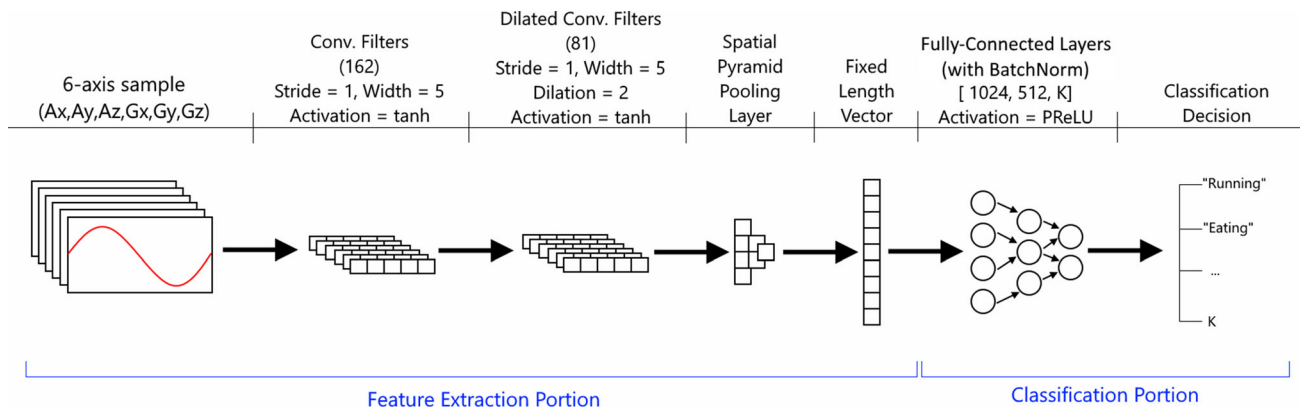 6-axis sample
(Ax,Ay,Az,Gx,Gy,Gz)
Conv. Filters
(162)
Stride = 1, Width = 5
Activation = tanh
Dilated Conv. Filters
(81)
Stride = 1, Width = 5
Dilation = 2
Activation = tanh
Spatial
Pyramid
Pooling
Layer
Fixed
Length
Vector
Fully-Connected Layers
(with BatchNorm)
[ 1024, 512, K]
Activation = PReLU
Classification
Decision
"Running"
"Eating"
...
K
Feature Extraction Portion
Classification Portion